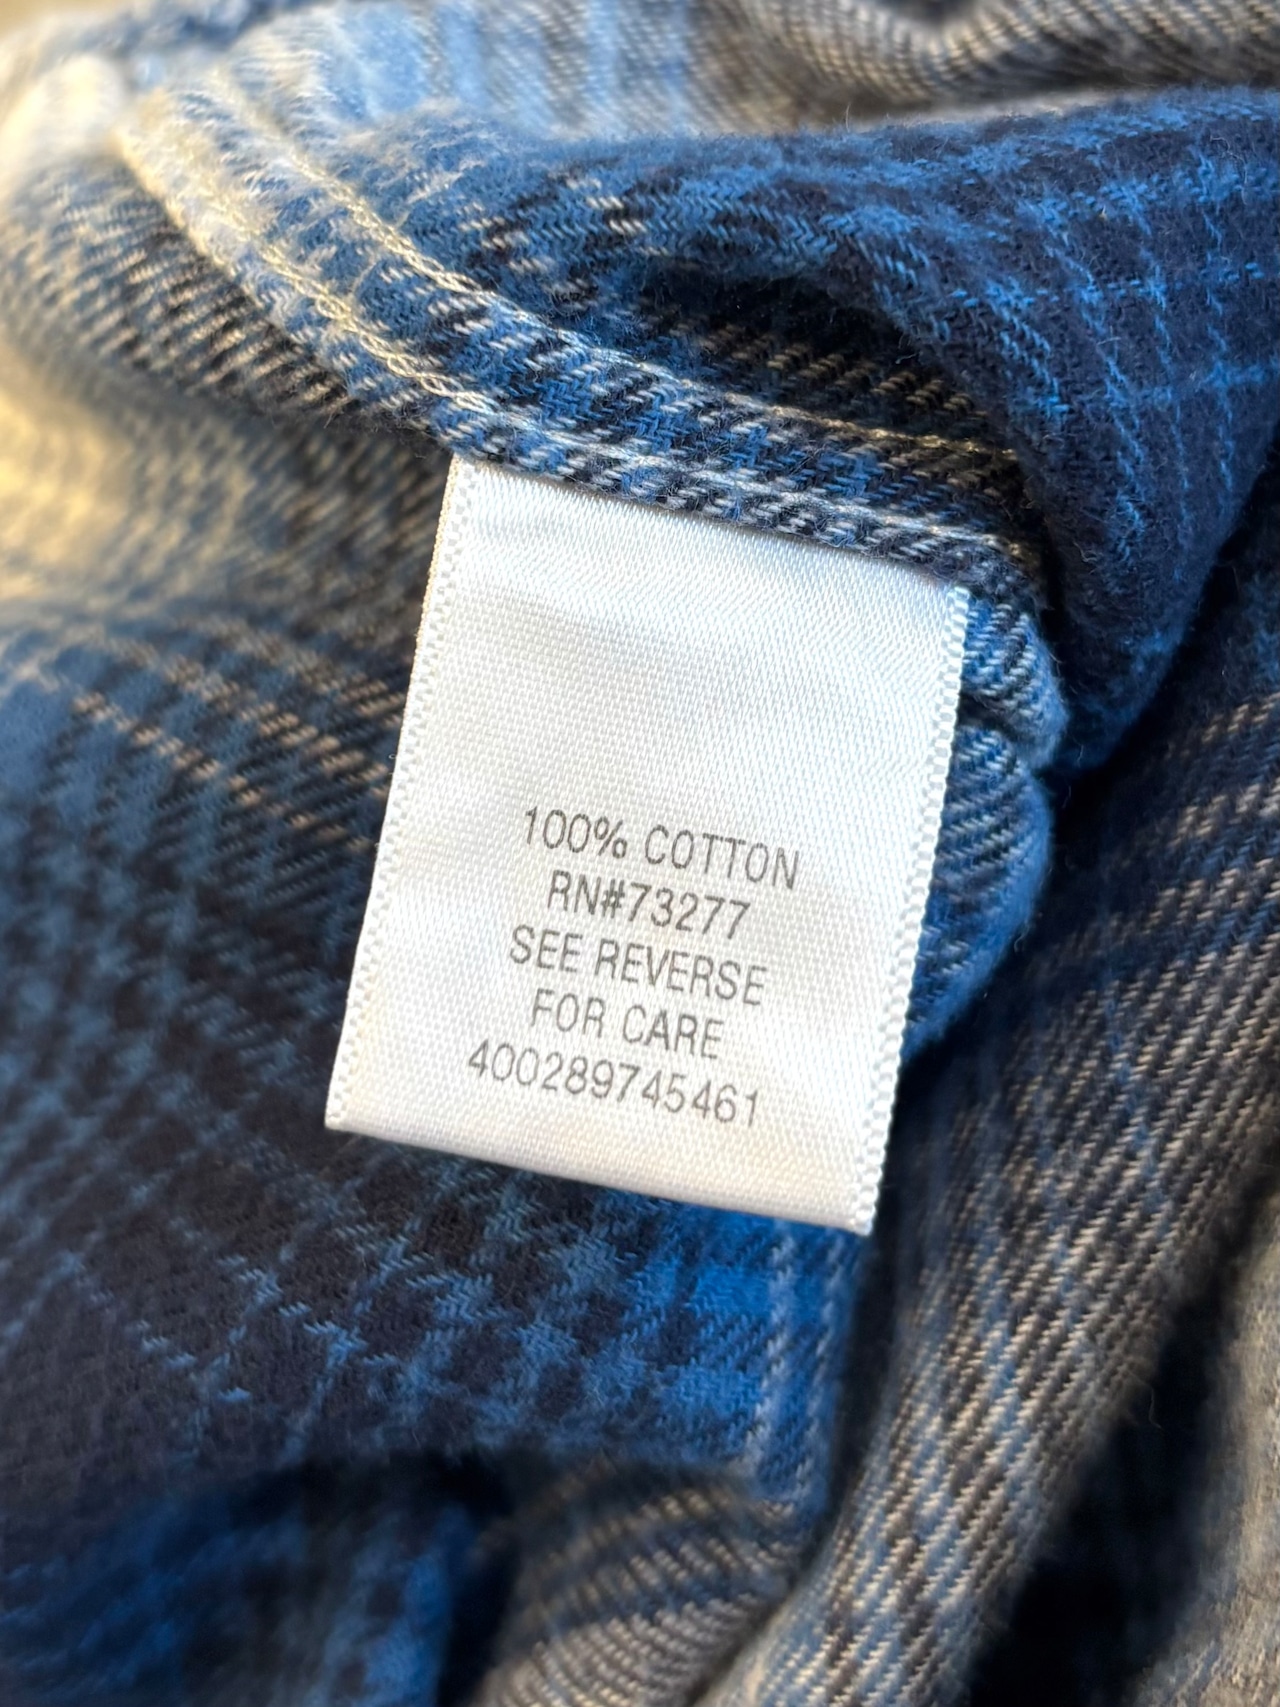 100% COTTON
RN#73277
SEE REVERSE
FOR CARE
400289745461